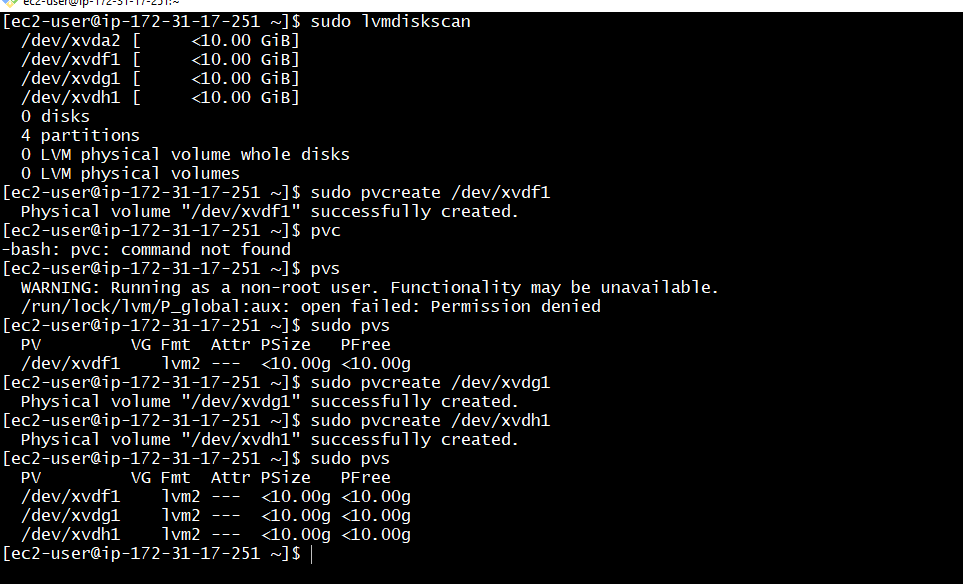 ec2-user@ip-172-31-17-251:~
[ec2-user@ip-172-31-17-251 ~]$ sudo lvmdiskscan
  /dev/xvda2 [     <10.00 GiB]
  /dev/xvdf1 [     <10.00 GiB]
  /dev/xvdg1 [     <10.00 GiB]
  /dev/xvdh1 [     <10.00 GiB]
  0 disks
  4 partitions
  0 LVM physical volume whole disks
  0 LVM physical volumes
[ec2-user@ip-172-31-17-251 ~]$ sudo pvcreate /dev/xvdf1
  Physical volume "/dev/xvdf1" successfully created.
[ec2-user@ip-172-31-17-251 ~]$ pvc
-bash: pvc: command not found
[ec2-user@ip-172-31-17-251 ~]$ pvs
  WARNING: Running as a non-root user. Functionality may be unavailable.
  /run/lock/lvm/P_global:aux: open failed: Permission denied
[ec2-user@ip-172-31-17-251 ~]$ sudo pvs
  PV         VG Fmt  Attr PSize   PFree
  /dev/xvdf1    lvm2 ---  <10.00g <10.00g
[ec2-user@ip-172-31-17-251 ~]$ sudo pvcreate /dev/xvdg1
  Physical volume "/dev/xvdg1" successfully created.
[ec2-user@ip-172-31-17-251 ~]$ sudo pvcreate /dev/xvdh1
  Physical volume "/dev/xvdh1" successfully created.
[ec2-user@ip-172-31-17-251 ~]$ sudo pvs
  PV         VG Fmt  Attr PSize   PFree
  /dev/xvdf1    lvm2 ---  <10.00g <10.00g
  /dev/xvdg1    lvm2 ---  <10.00g <10.00g
  /dev/xvdh1    lvm2 ---  <10.00g <10.00g
[ec2-user@ip-172-31-17-251 ~]$